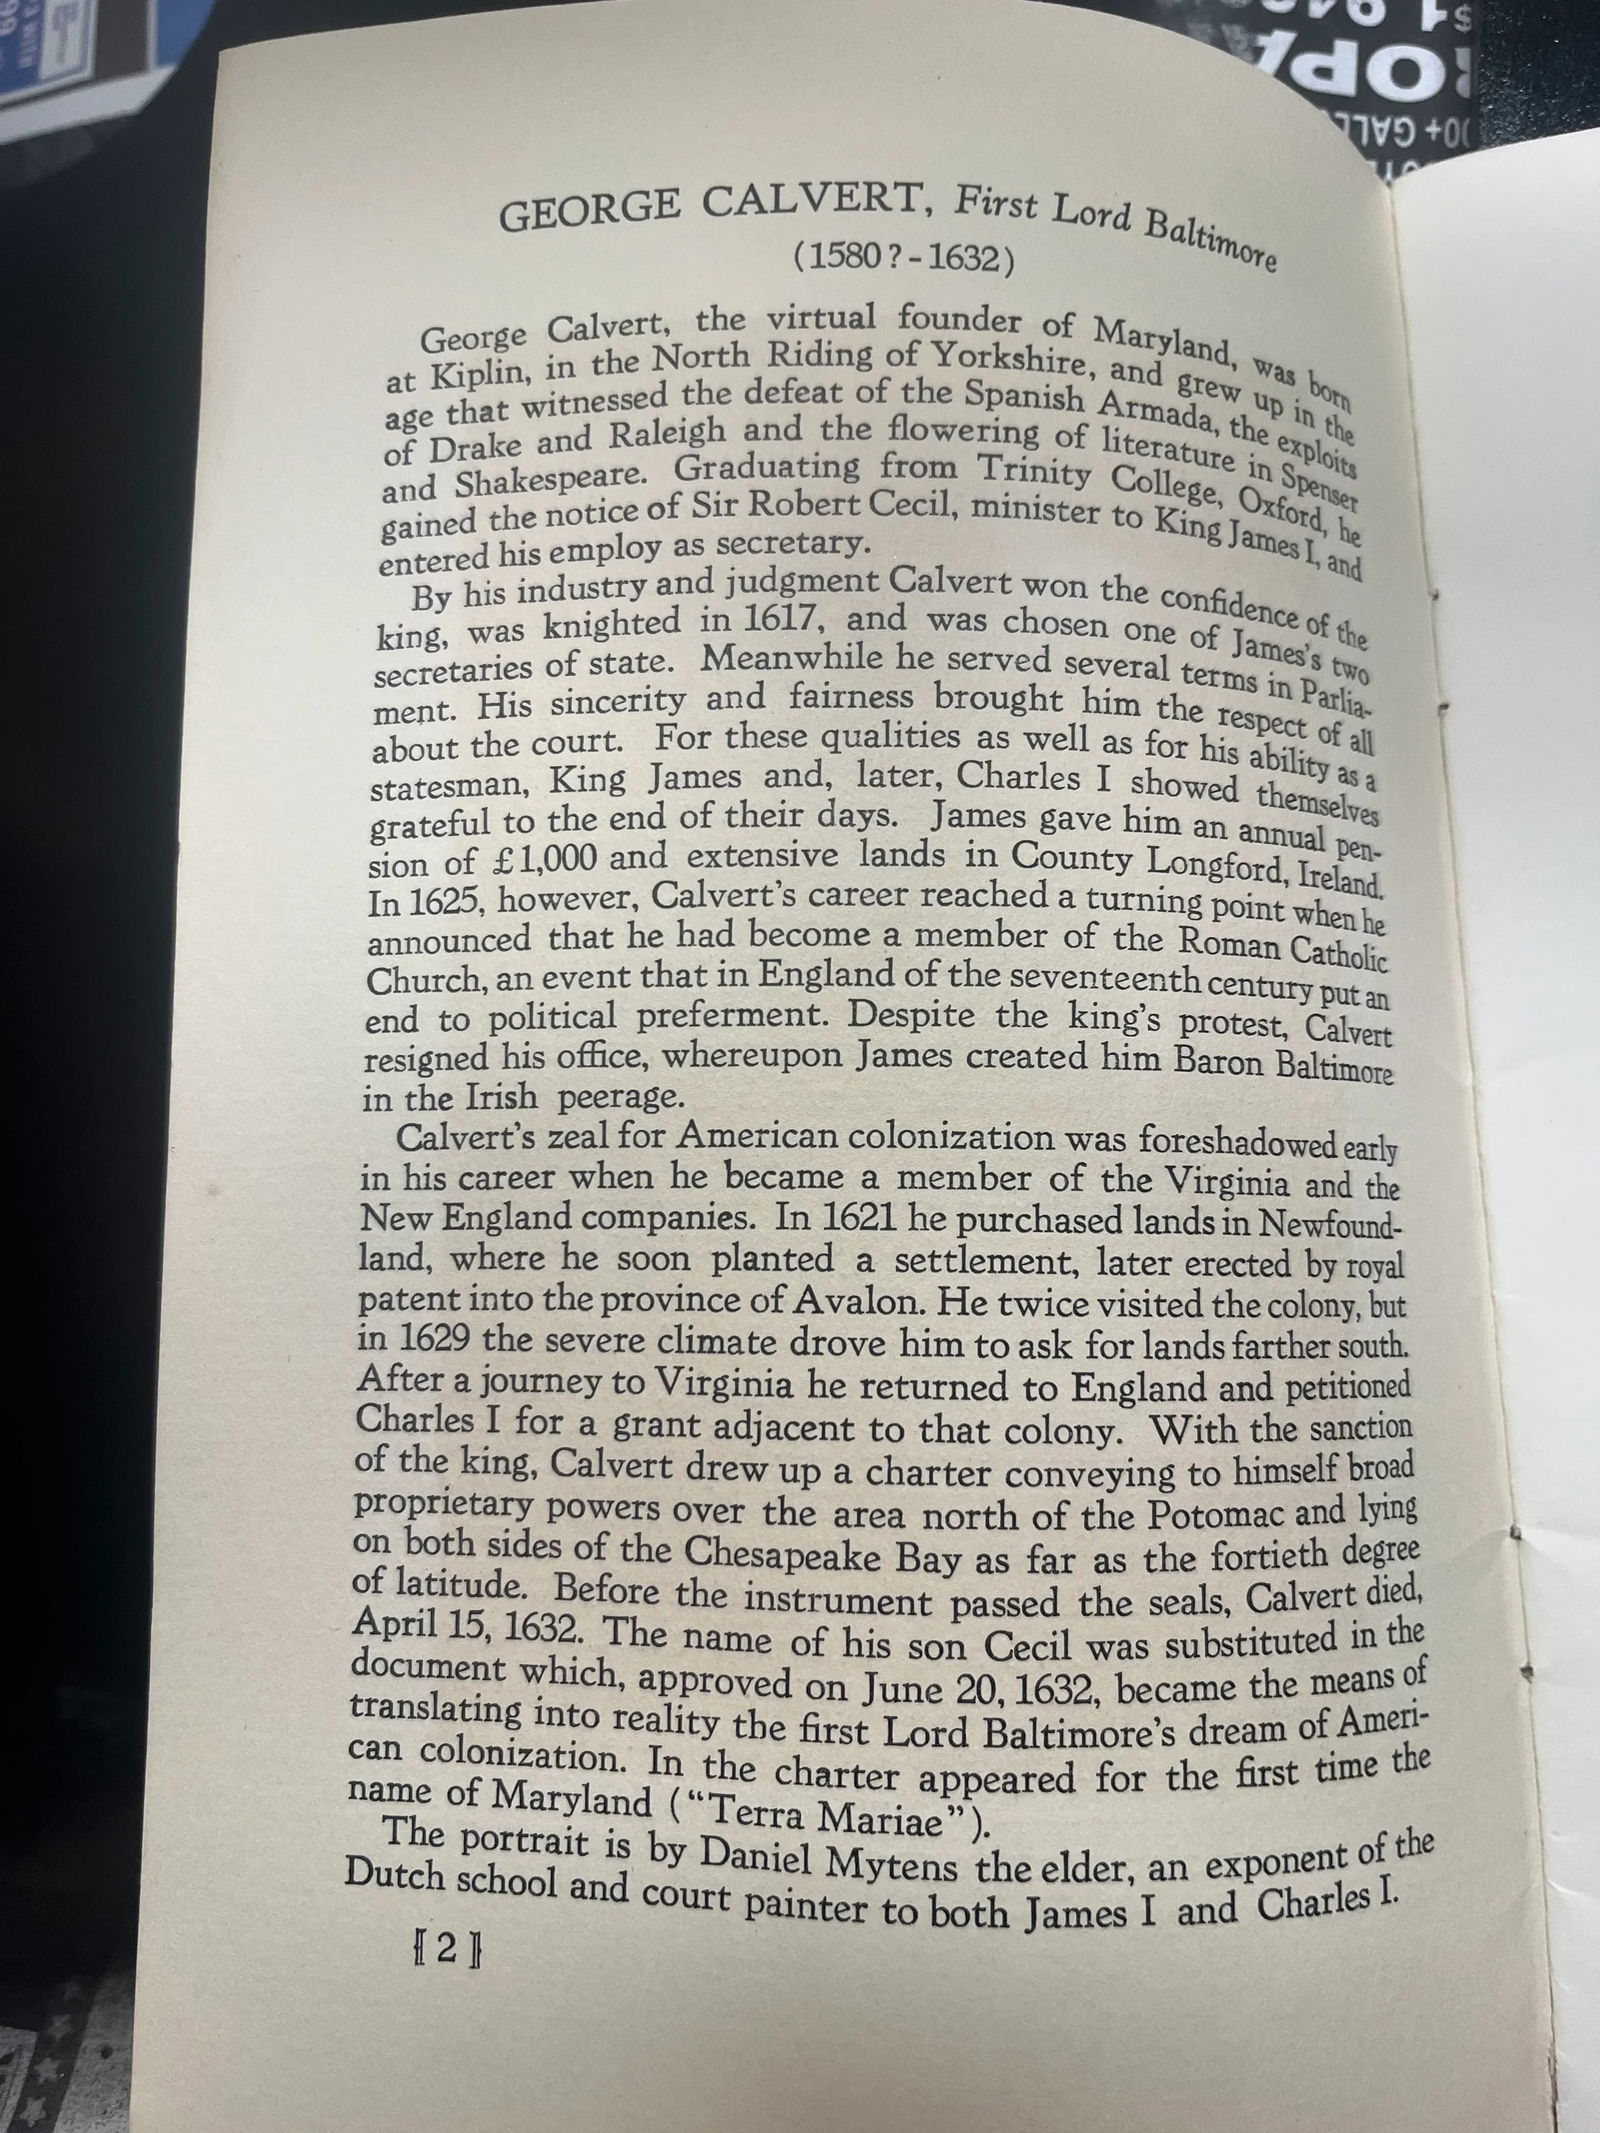 GEORGE CALVERT, First Lord Baltimore
(1580?-1632)
George Calvert, the virtual founder of Maryland, was born
at Kiplin, in the North Riding of Yorkshire, and grew up in the
age that witnessed the defeat of the Spanish Armada, the exploits
of Drake and Raleigh and the flowering of literature in Spenser
and Shakespeare. Graduating from Trinity College, Oxford, he
gained the notice of Sir Robert Cecil, minister to King James I, and
entered his employ as secretary.
By his industry and judgment Calvert won the confidence of the
king, was knighted in 1617, and was chosen one of James's two
secretaries of state. Meanwhile he served several terms in Parlia-
ment. His sincerity and fairness brought him the respect of all
about the court. For these qualities as well as for his ability as a
statesman, King James and, later, Charles I showed themselves
grateful to the end of their days. James gave him an annual pen-
sion of £1,000 and extensive lands in County Longford, Ireland.
In 1625, however, Calvert's career reached a turning point when he
announced that he had become a member of the Roman Catholic
Church, an event that in England of the seventeenth century put an
end to political preferment. Despite the king's protest, Calvert
resigned his office, whereupon James created him Baron Baltimore
in the Irish peerage.
Calvert's zeal for American colonization was foreshadowed early
in his career when he became a member of the Virginia and the
New England companies. In 1621 he purchased lands in Newfound-
land, where he soon planted a settlement, later erected by royal
patent into the province of Avalon. He twice visited the colony, but
in 1629 the severe climate drove him to ask for lands farther south.
After a journey to Virginia he returned to England and petitioned
Charles I for a grant adjacent to that colony. With the sanction
of the king, Calvert drew up a charter conveying to himself broad
proprietary powers over the area north of the Potomac and lying
on both sides of the Chesapeake Bay as far as the fortieth degree
of latitude. Before the instrument passed the seals, Calvert died,
April 15, 1632. The name of his son Cecil was substituted in the
document which, approved on June 20, 1632, became the means of
translating into reality the first Lord Baltimore's dream of Ameri-
can colonization. In the charter appeared for the first time the
name of Maryland ("Terra Mariae").
The portrait is by Daniel Mytens the elder, an exponent of the
Dutch school and court painter to both James I and Charles I.
⟦2⟧